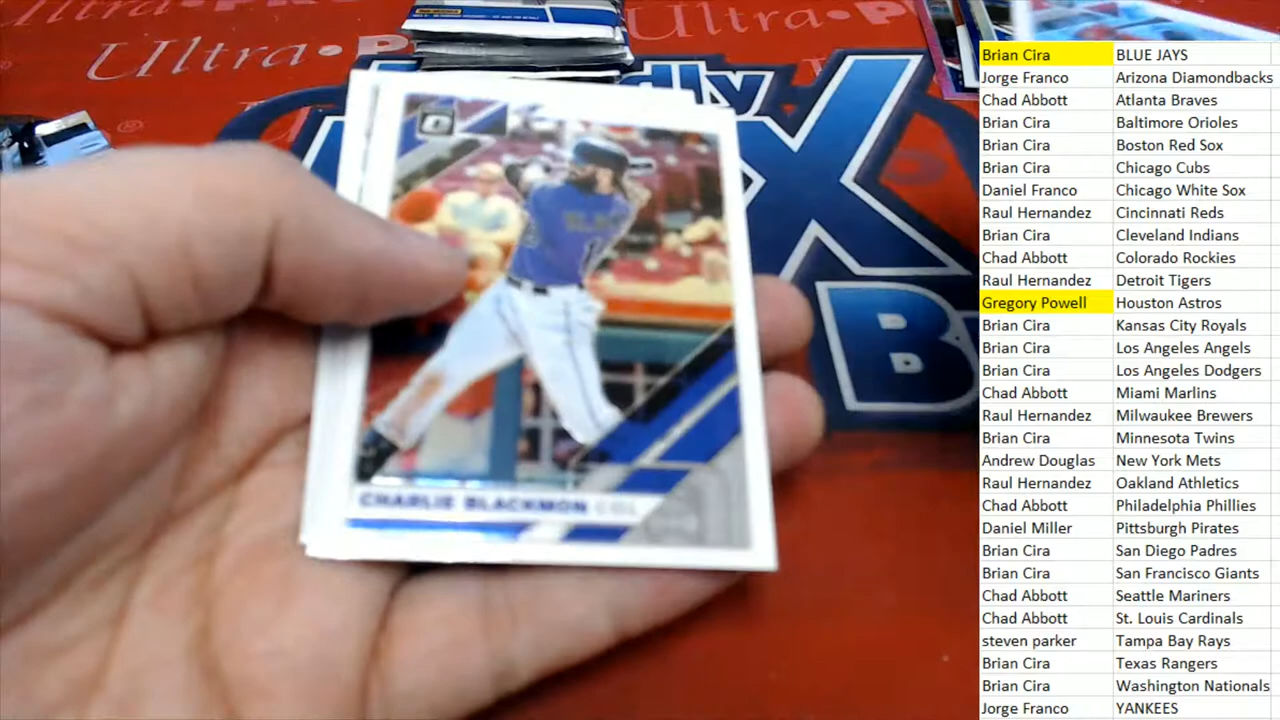 Ultra PRO
Ultra•PRO
Ultra•PRO
dly
X
B
CHARLIE BLACKMON COL
Brian Cira BLUE JAYS
Jorge Franco Arizona Diamondbacks
Chad Abbott Atlanta Braves
Brian Cira Baltimore Orioles
Brian Cira Boston Red Sox
Brian Cira Chicago Cubs
Daniel Franco Chicago White Sox
Raul Hernandez Cincinnati Reds
Brian Cira Cleveland Indians
Chad Abbott Colorado Rockies
Raul Hernandez Detroit Tigers
Gregory Powell Houston Astros
Brian Cira Kansas City Royals
Brian Cira Los Angeles Angels
Brian Cira Los Angeles Dodgers
Chad Abbott Miami Marlins
Raul Hernandez Milwaukee Brewers
Brian Cira Minnesota Twins
Andrew Douglas New York Mets
Raul Hernandez Oakland Athletics
Chad Abbott Philadelphia Phillies
Daniel Miller Pittsburgh Pirates
Brian Cira San Diego Padres
Brian Cira San Francisco Giants
Chad Abbott Seattle Mariners
Chad Abbott St. Louis Cardinals
steven parker Tampa Bay Rays
Brian Cira Texas Rangers
Brian Cira Washington Nationals
Jorge Franco YANKEES